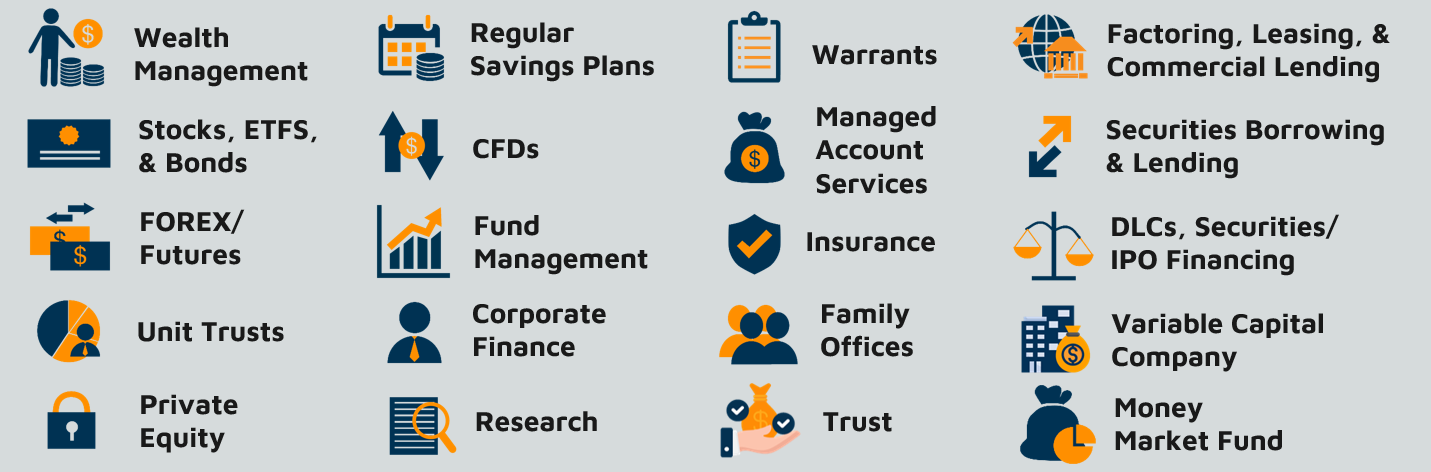 Wealth
Management
Regular
Savings Plans
Warrants
Factoring, Leasing, &
Commercial Lending
Stocks, ETFS,
& Bonds
CFDs
Managed
Account
Services
Securities Borrowing
& Lending
FOREX/
Futures
Fund
Management
Insurance
DLCs, Securities/
IPO Financing
Unit Trusts
Corporate
Finance
Family
Offices
Variable Capital
Company
Private
Equity
Research
Trust
Money
Market Fund